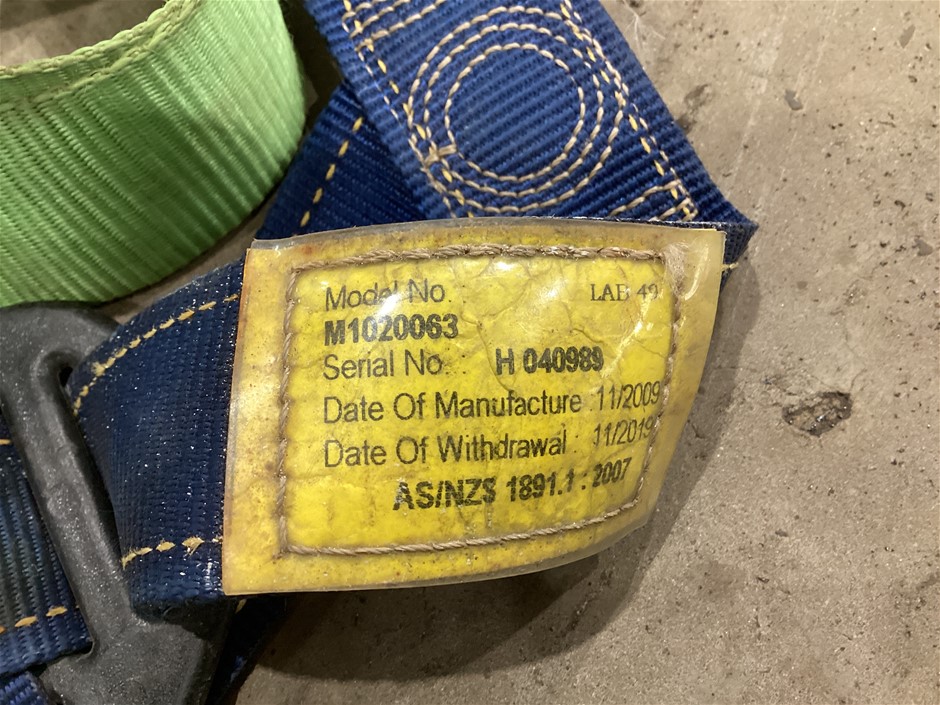 Model No. LAB 49
M1020063
Serial No. : H 040989
Date Of Manufacture : 11/2009
Date Of Withdrawal : 11/2019
AS/NZS 1891.1 : 2007